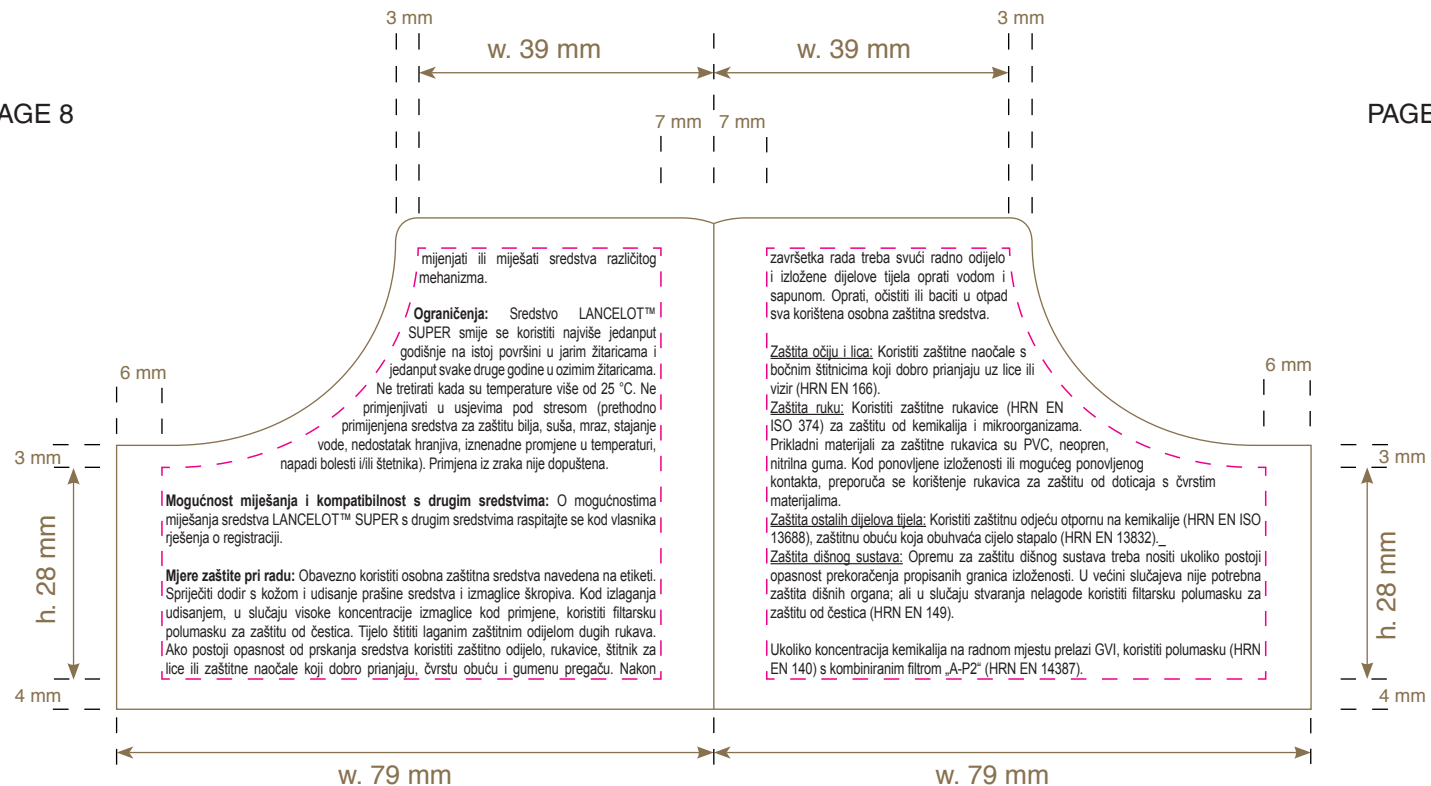 3 mm
3 mm
w. 39 mm
w. 39 mm
AGE 8
PAGE
7 mm
7 mm
mijenjati ili miješati sredstva različitog
mehanizma.
Ograničenja: Sredstvo LANCELOT™
SUPER smije se koristiti najviše jedanput
godišnje na istoj površini u jarim žitaricama i
jedanput svake druge godine u ozimim žitaricama.
Ne tretirati kada su temperature više od 25 °C. Ne
primjenjivati u usjevima pod stresom (prethodno
primijenjena sredstva za zaštitu bilja, suša, mraz, stajanje
vode, nedostatak hranjiva, iznenadne promjene u temperaturi,
napadi bolesti i/ili štetnika). Primjena iz zraka nije dopuštena.
Mogućnost miješanja i kompatibilnost s drugim sredstvima: O mogućnostima
miješanja sredstva LANCELOT™ SUPER s drugim sredstvima raspitajte se kod vlasnika
rješenja o registraciji.
Mjere zaštite pri radu: Obavezno koristiti osobna zaštitna sredstva navedena na etiketi.
Spriječiti dodir s kožom i udisanje prašine sredstva i izmaglice škropiva. Kod izlaganja
udisanjem, u slučaju visoke koncentracije izmaglice kod primjene, koristiti filtarsku
polumasku za zaštitu od čestica. Tijelo štititi laganim zaštitnim odijelom dugih rukava.
Ako postoji opasnost od prskanja sredstva koristiti zaštitno odijelo, rukavice, štitnik za
lice ili zaštitne naočale koji dobro prianjaju, čvrstu obuću i gumenu pregaču. Nakon
završetka rada treba svući radno odijelo
i izložene dijelove tijela oprati vodom i
sapunom. Oprati, očistiti ili baciti u otpad
sva korištena osobna zaštitna sredstva.
Zaštita očiju i lica: Koristiti zaštitne naočale s
bočnim štitnicima koji dobro prianjaju uz lice ili
vizir (HRN EN 166).
Zaštita ruku: Koristiti zaštitne rukavice (HRN EN
ISO 374) za zaštitu od kemikalija i mikroorganizama.
Prikladni materijali za zaštitne rukavica su PVC, neopren,
nitrilna guma. Kod ponovljene izloženosti ili mogućeg ponovljenog
kontakta, preporuča se korištenje rukavica za zaštitu od doticaja s čvrstim
materijalima.
Zaštita ostalih dijelova tijela: Koristiti zaštitnu odjeću otpornu na kemikalije (HRN EN ISO
13688), zaštitnu obuću koja obuhvaća cijelo stapalo (HRN EN 13832)._
Zaštita dišnog sustava: Opremu za zaštitu dišnog sustava treba nositi ukoliko postoji
opasnost prekoračenja propisanih granica izloženosti. U većini slučajeva nije potrebna
zaštita dišnih organa; ali u slučaju stvaranja nelagode koristiti filtarsku polumasku za
zaštitu od čestica (HRN EN 149).
Ukoliko koncentracija kemikalija na radnom mjestu prelazi GVI, koristiti polumasku (HRN
EN 140) s kombiniranim filtrom „A-P2“ (HRN EN 14387).
6 mm
3 mm
h. 28 mm
4 mm
6 mm
3 mm
h. 28 mm
4 mm
w. 79 mm
w. 79 mm